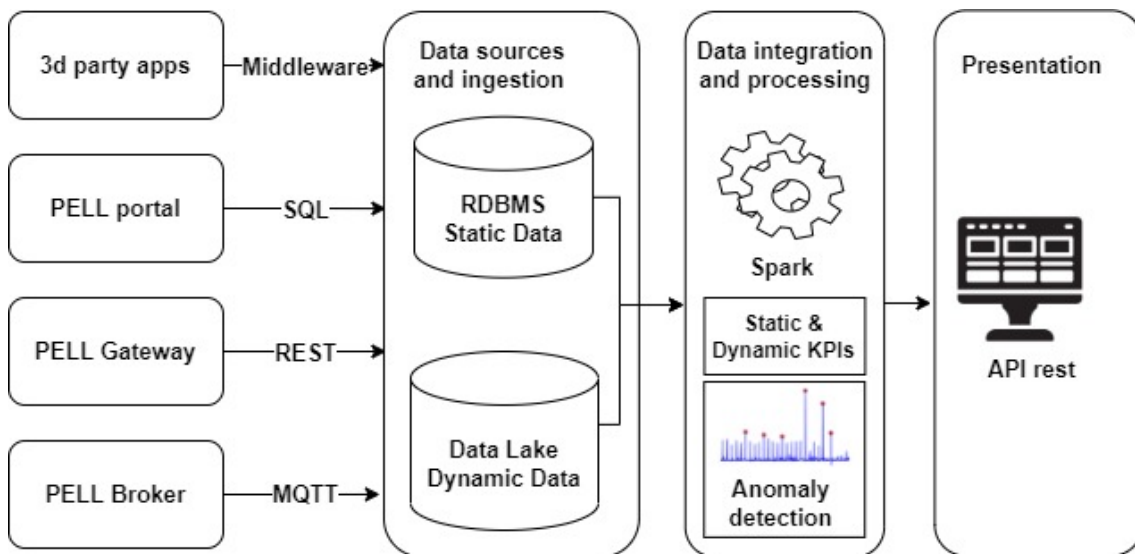 3d party apps
Middleware
PELL portal
SQL
PELL Gateway
REST
PELL Broker
MQTT
Data sources
and ingestion
RDBMS
Static Data
Data Lake
Dynamic Data
Data integration
and processing
Spark
Static &
Dynamic KPIs
Anomaly
detection
Presentation
API rest